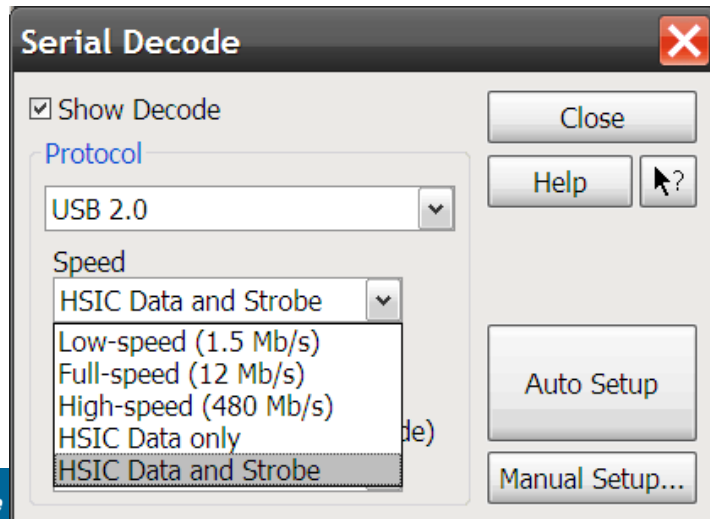 Serial Decode
Show Decode
Close
Protocol
Help
?
USB 2.0
Speed
HSIC Data and Strobe
Low-speed (1.5 Mb/s)
Full-speed (12 Mb/s)
Auto Setup
High-speed (480 Mb/s)
HSIC Data only
HSIC Data and Strobe
Manual Setup...